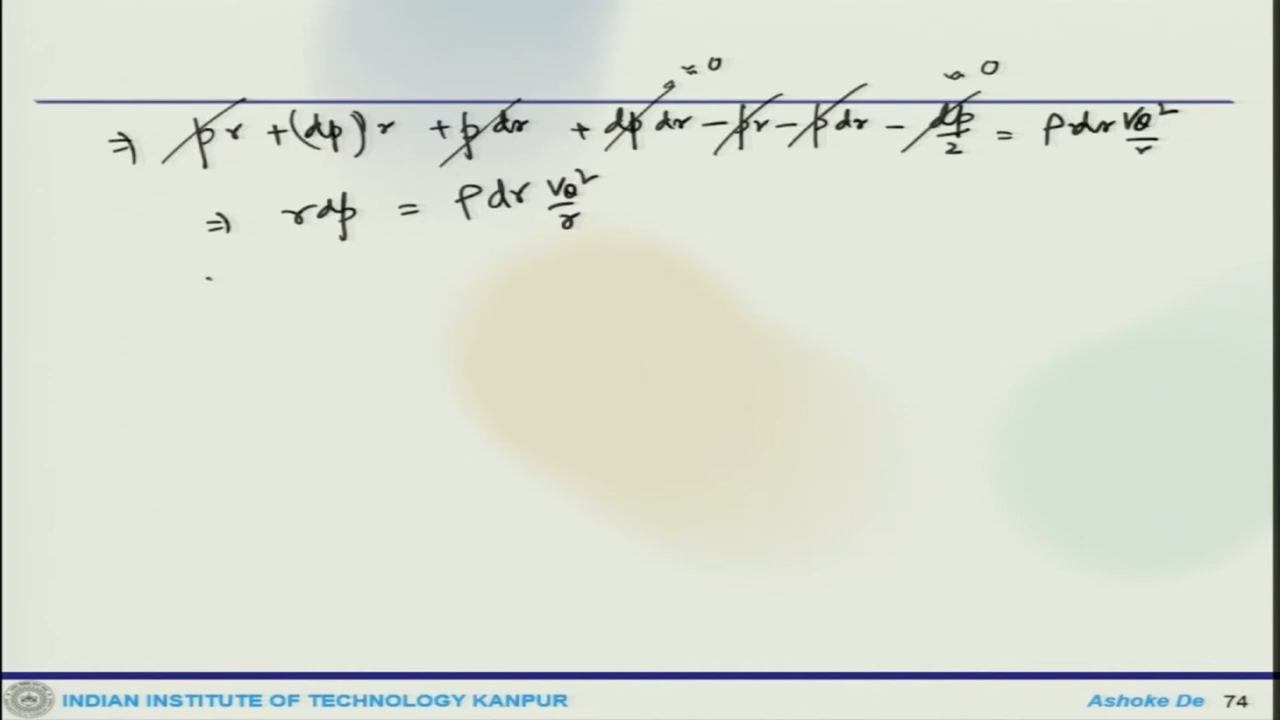 ≈ 0 ≈ 0
⇒ pr + (dp) r + p dr + dp dr − pr − p dr − dp/2 = ρ dr vθ²/r
⇒ r dp = ρ dr vθ²/r
INDIAN INSTITUTE OF TECHNOLOGY KANPUR Ashoke De 74